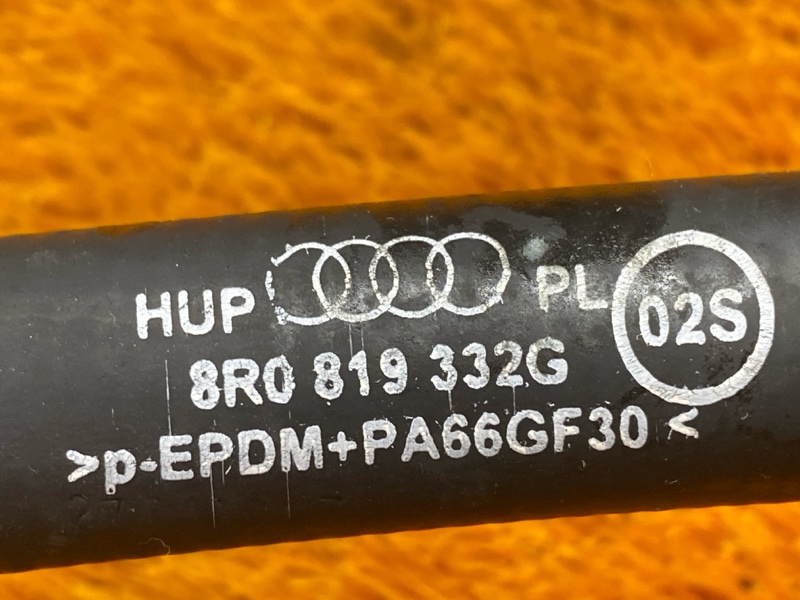 HUP PL 02S
8R0 819 332G
>p-EPDM+PA66GF30 <